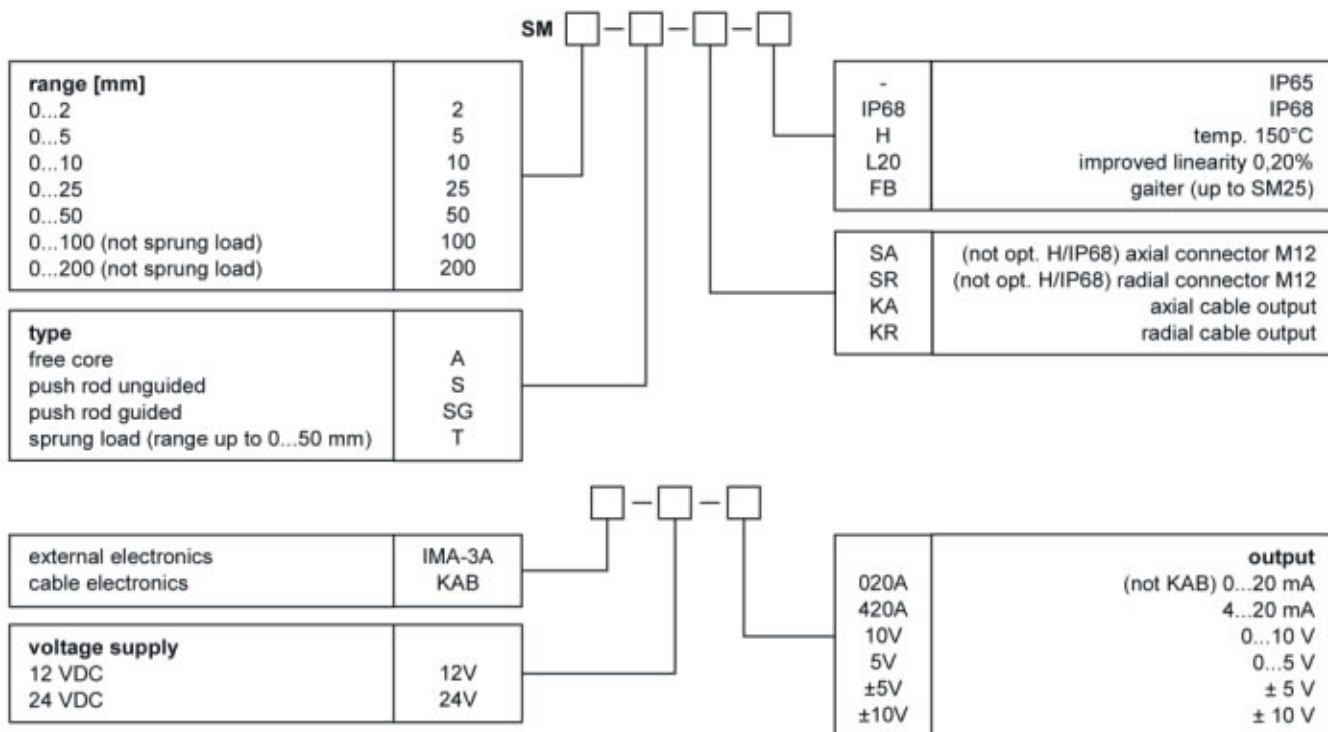 SM
range [mm]
0...2 2
0...5 5
0...10 10
0...25 25
0...50 50
0...100 (not sprung load) 100
0...200 (not sprung load) 200
- IP65
IP68 IP68
H temp. 150°C
L20 improved linearity 0,20%
FB gaiter (up to SM25)
SA (not opt. H/IP68) axial connector M12
SR (not opt. H/IP68) radial connector M12
KA axial cable output
KR radial cable output
type
free core A
push rod unguided S
push rod guided SG
sprung load (range up to 0...50 mm) T
external electronics IMA-3A
cable electronics KAB
voltage supply
12 VDC 12V
24 VDC 24V
output
020A (not KAB) 0...20 mA
420A 4...20 mA
10V 0...10 V
5V 0...5 V
±5V ± 5 V
±10V ± 10 V